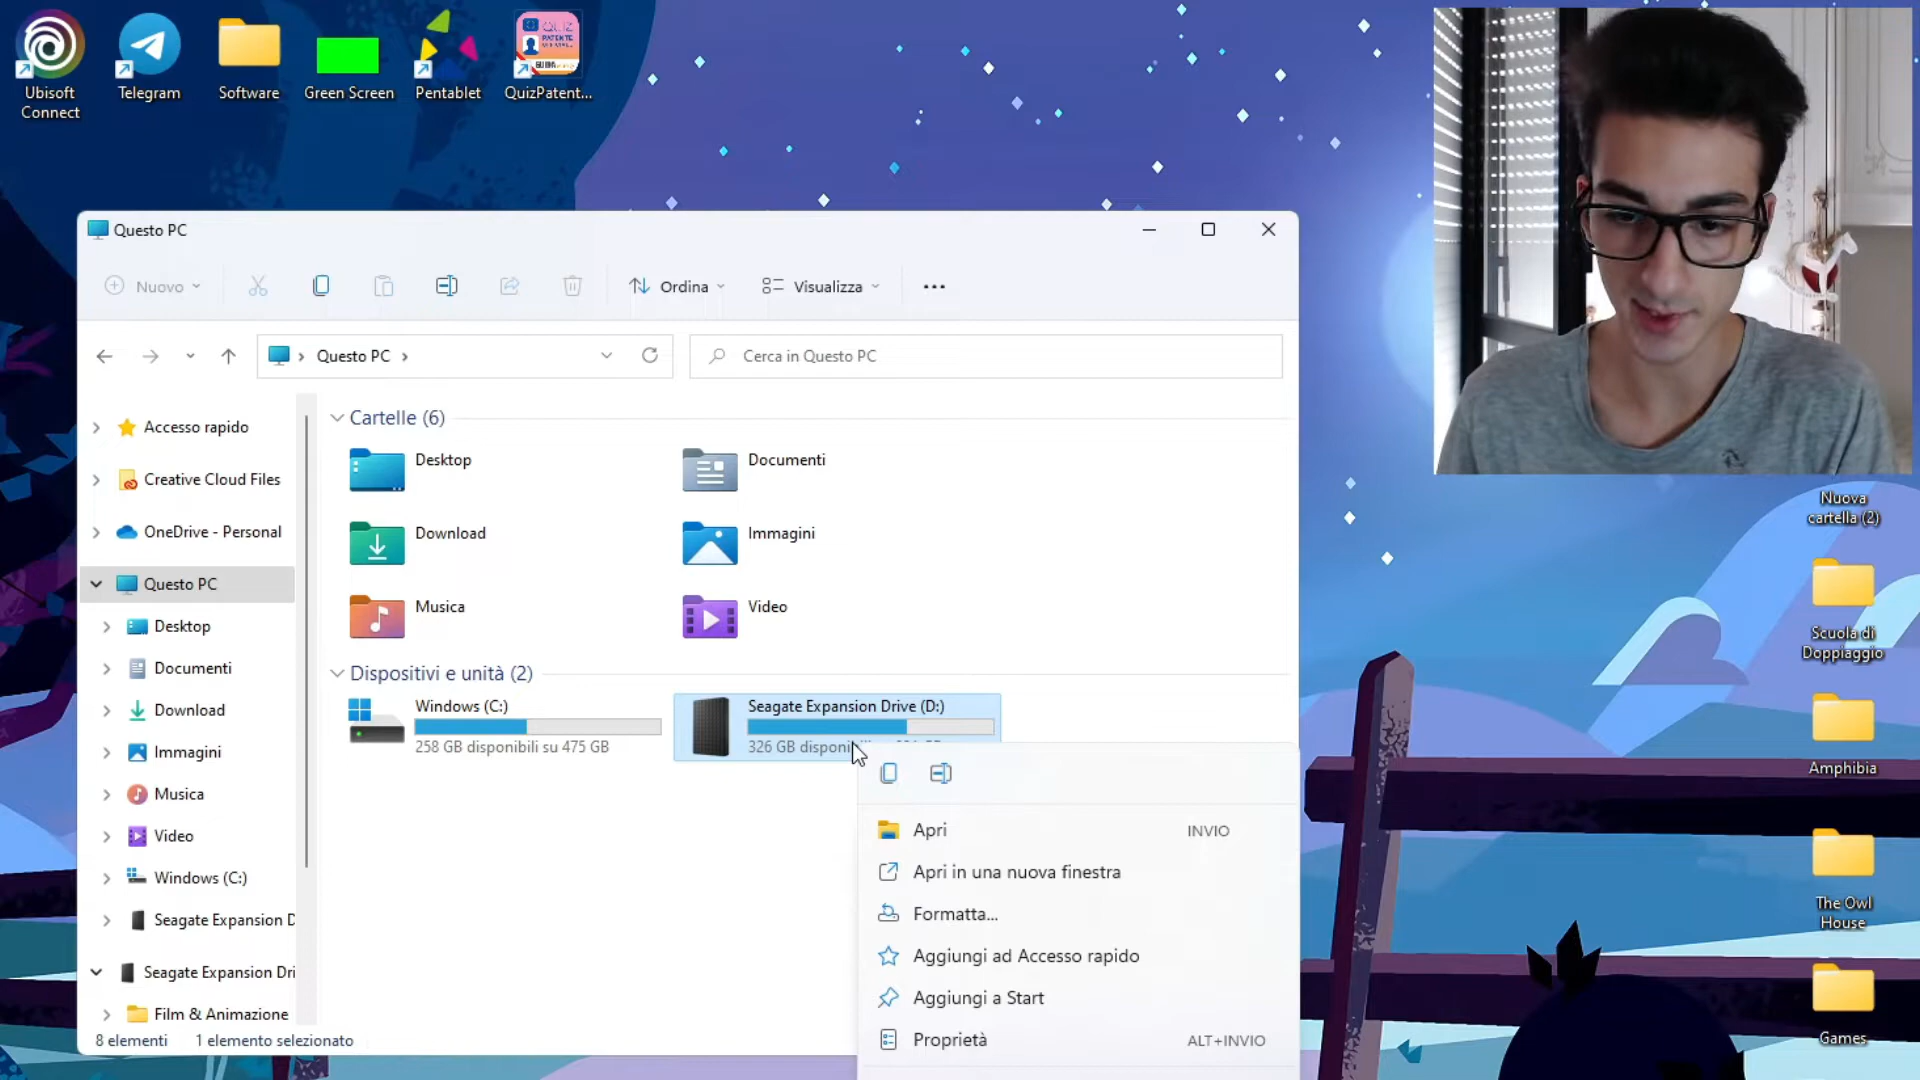 Ubisoft
Connect
Telegram
Software
Green Screen
Pentablet
QuizPatent...
QUIZ
PATENTE
Questo PC
Nuovo
Ordina
Visualizza
Questo PC
Cerca in Questo PC
Accesso rapido
Creative Cloud Files
OneDrive - Personal
Questo PC
Desktop
Documenti
Download
Immagini
Musica
Video
Windows (C:)
Seagate Expansion D
Seagate Expansion Dri
Film & Animazione
Cartelle (6)
Desktop
Documenti
Download
Immagini
Musica
Video
Dispositivi e unità (2)
Windows (C:)
258 GB disponibili su 475 GB
Seagate Expansion Drive (D:)
326 GB
Apri INVIO
Apri in una nuova finestra
Formatta...
Aggiungi ad Accesso rapido
Aggiungi a Start
Proprietà ALT+INVIO
8 elementi 1 elemento selezionato
Nuova
cartella (2)
Scuola di
Doppiaggio
Amphibia
The Owl
House
Games